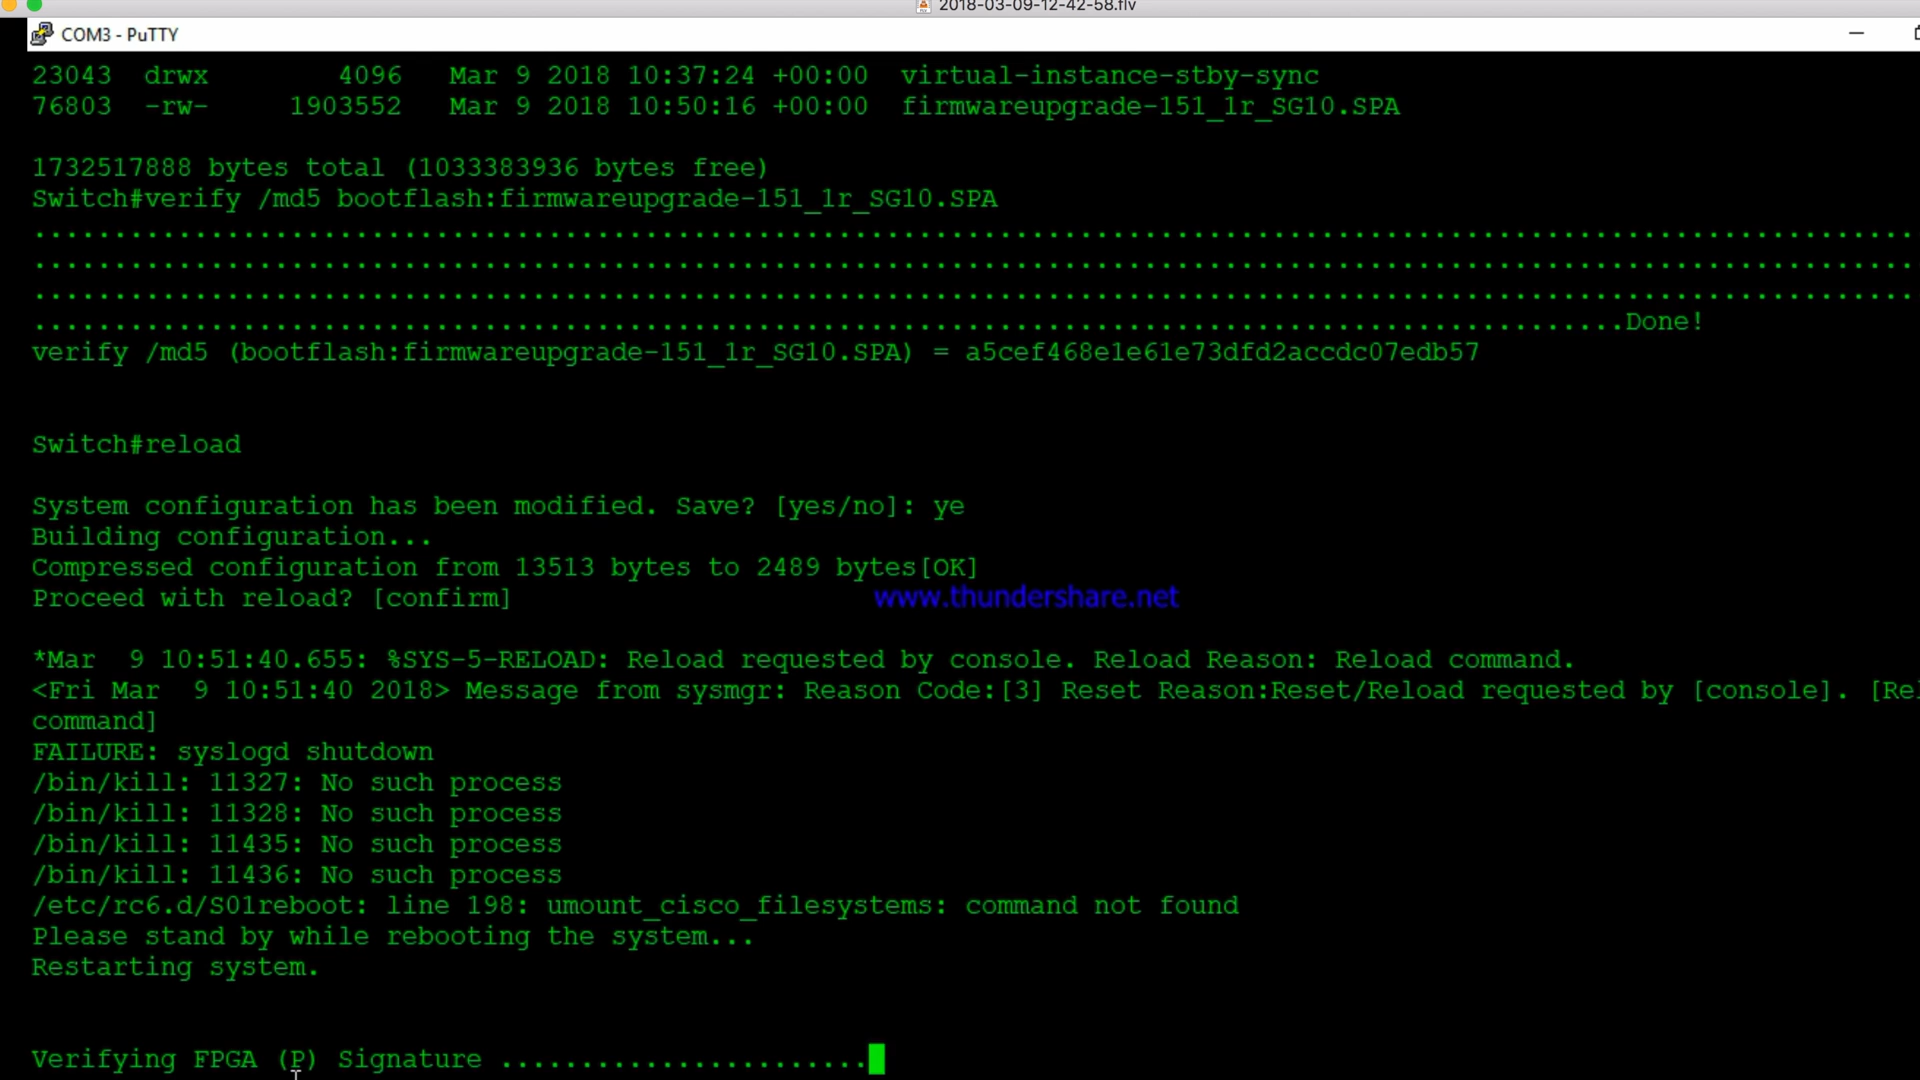 2018-03-09-12-42-58.flv
COM3 - PuTTY
23043 drwx 4096 Mar 9 2018 10:37:24 +00:00 virtual-instance-stby-sync
76803 -rw- 1903552 Mar 9 2018 10:50:16 +00:00 firmwareupgrade-151_1r_SG10.SPA
1732517888 bytes total (1033383936 bytes free)
Switch#verify /md5 bootflash:firmwareupgrade-151_1r_SG10.SPA
.....................................................................................................................
.....................................................................................................................
.....................................................................................................................
...................................................................................................Done!
verify /md5 (bootflash:firmwareupgrade-151_1r_SG10.SPA) = a5cef468e1e61e73dfd2accdc07edb57
Switch#reload
System configuration has been modified. Save? [yes/no]: ye
Building configuration...
Compressed configuration from 13513 bytes to 2489 bytes[OK]
Proceed with reload? [confirm]
www.thundershare.net
*Mar 9 10:51:40.655: %SYS-5-RELOAD: Reload requested by console. Reload Reason: Reload command.
<Fri Mar 9 10:51:40 2018> Message from sysmgr: Reason Code:[3] Reset Reason:Reset/Reload requested by [console]. [Rel
command]
FAILURE: syslogd shutdown
/bin/kill: 11327: No such process
/bin/kill: 11328: No such process
/bin/kill: 11435: No such process
/bin/kill: 11436: No such process
/etc/rc6.d/S01reboot: line 198: umount_cisco_filesystems: command not found
Please stand by while rebooting the system...
Restarting system.
Verifying FPGA (P) Signature .......................